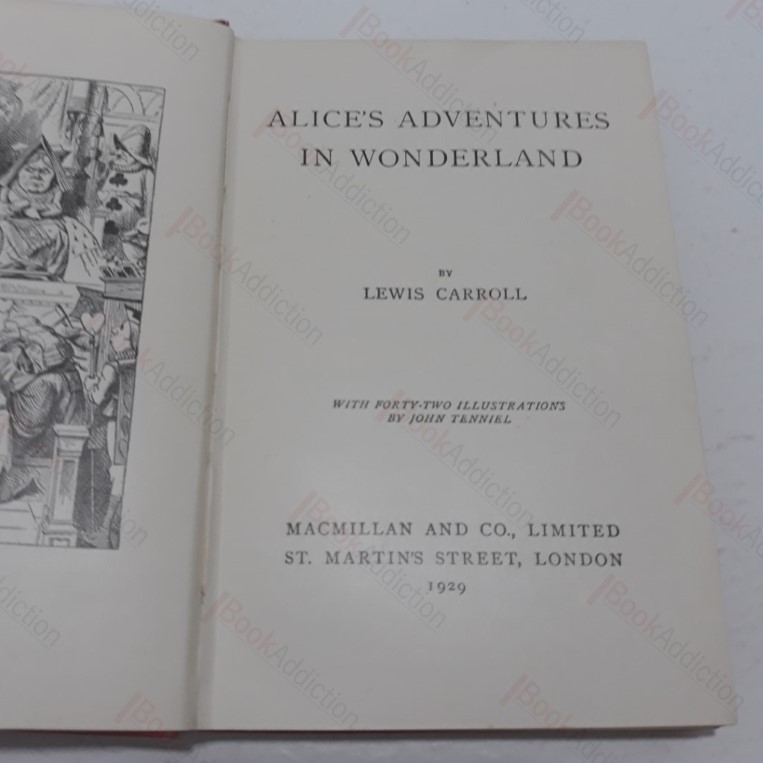 ALICE'S ADVENTURES
IN WONDERLAND
BY
LEWIS CARROLL
WITH FORTY-TWO ILLUSTRATIONS
BY JOHN TENNIEL
MACMILLAN AND CO., LIMITED
ST. MARTIN'S STREET, LONDON
1929
BookAddiction